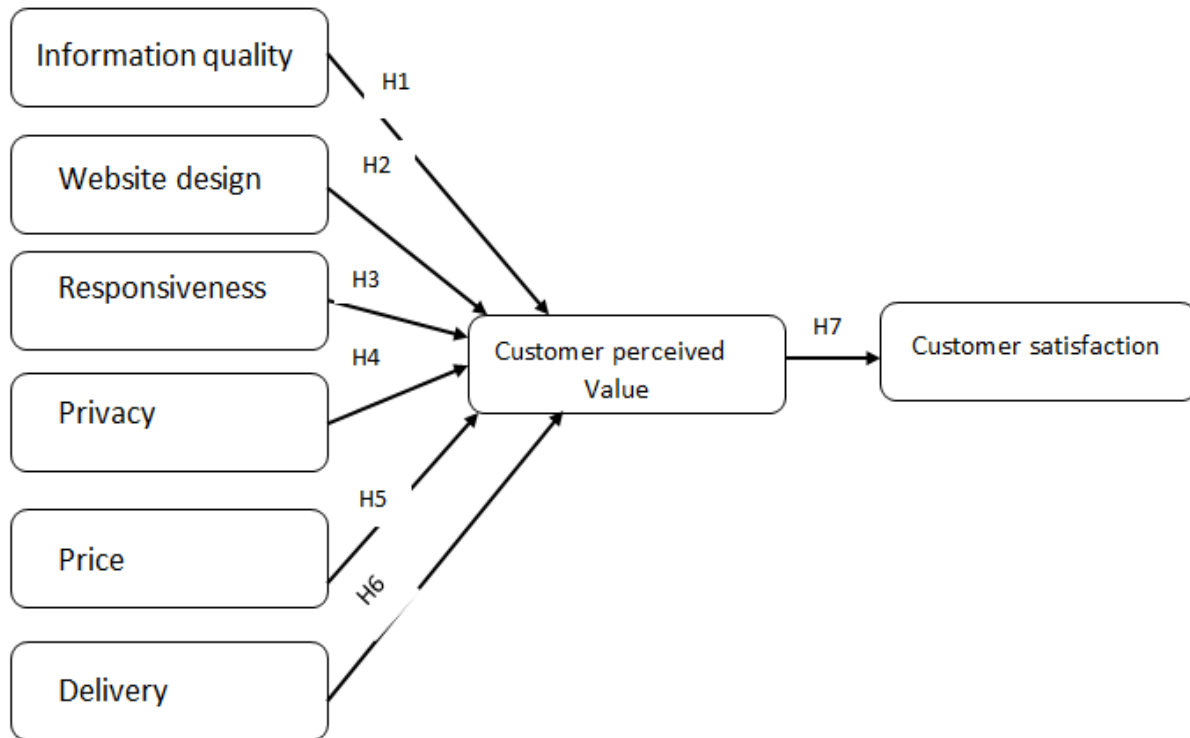 Information quality
H1
Website design
H2
Responsiveness
H3
H4
Privacy
H5
Price
H6
Delivery
Customer perceived
Value
H7
Customer satisfaction